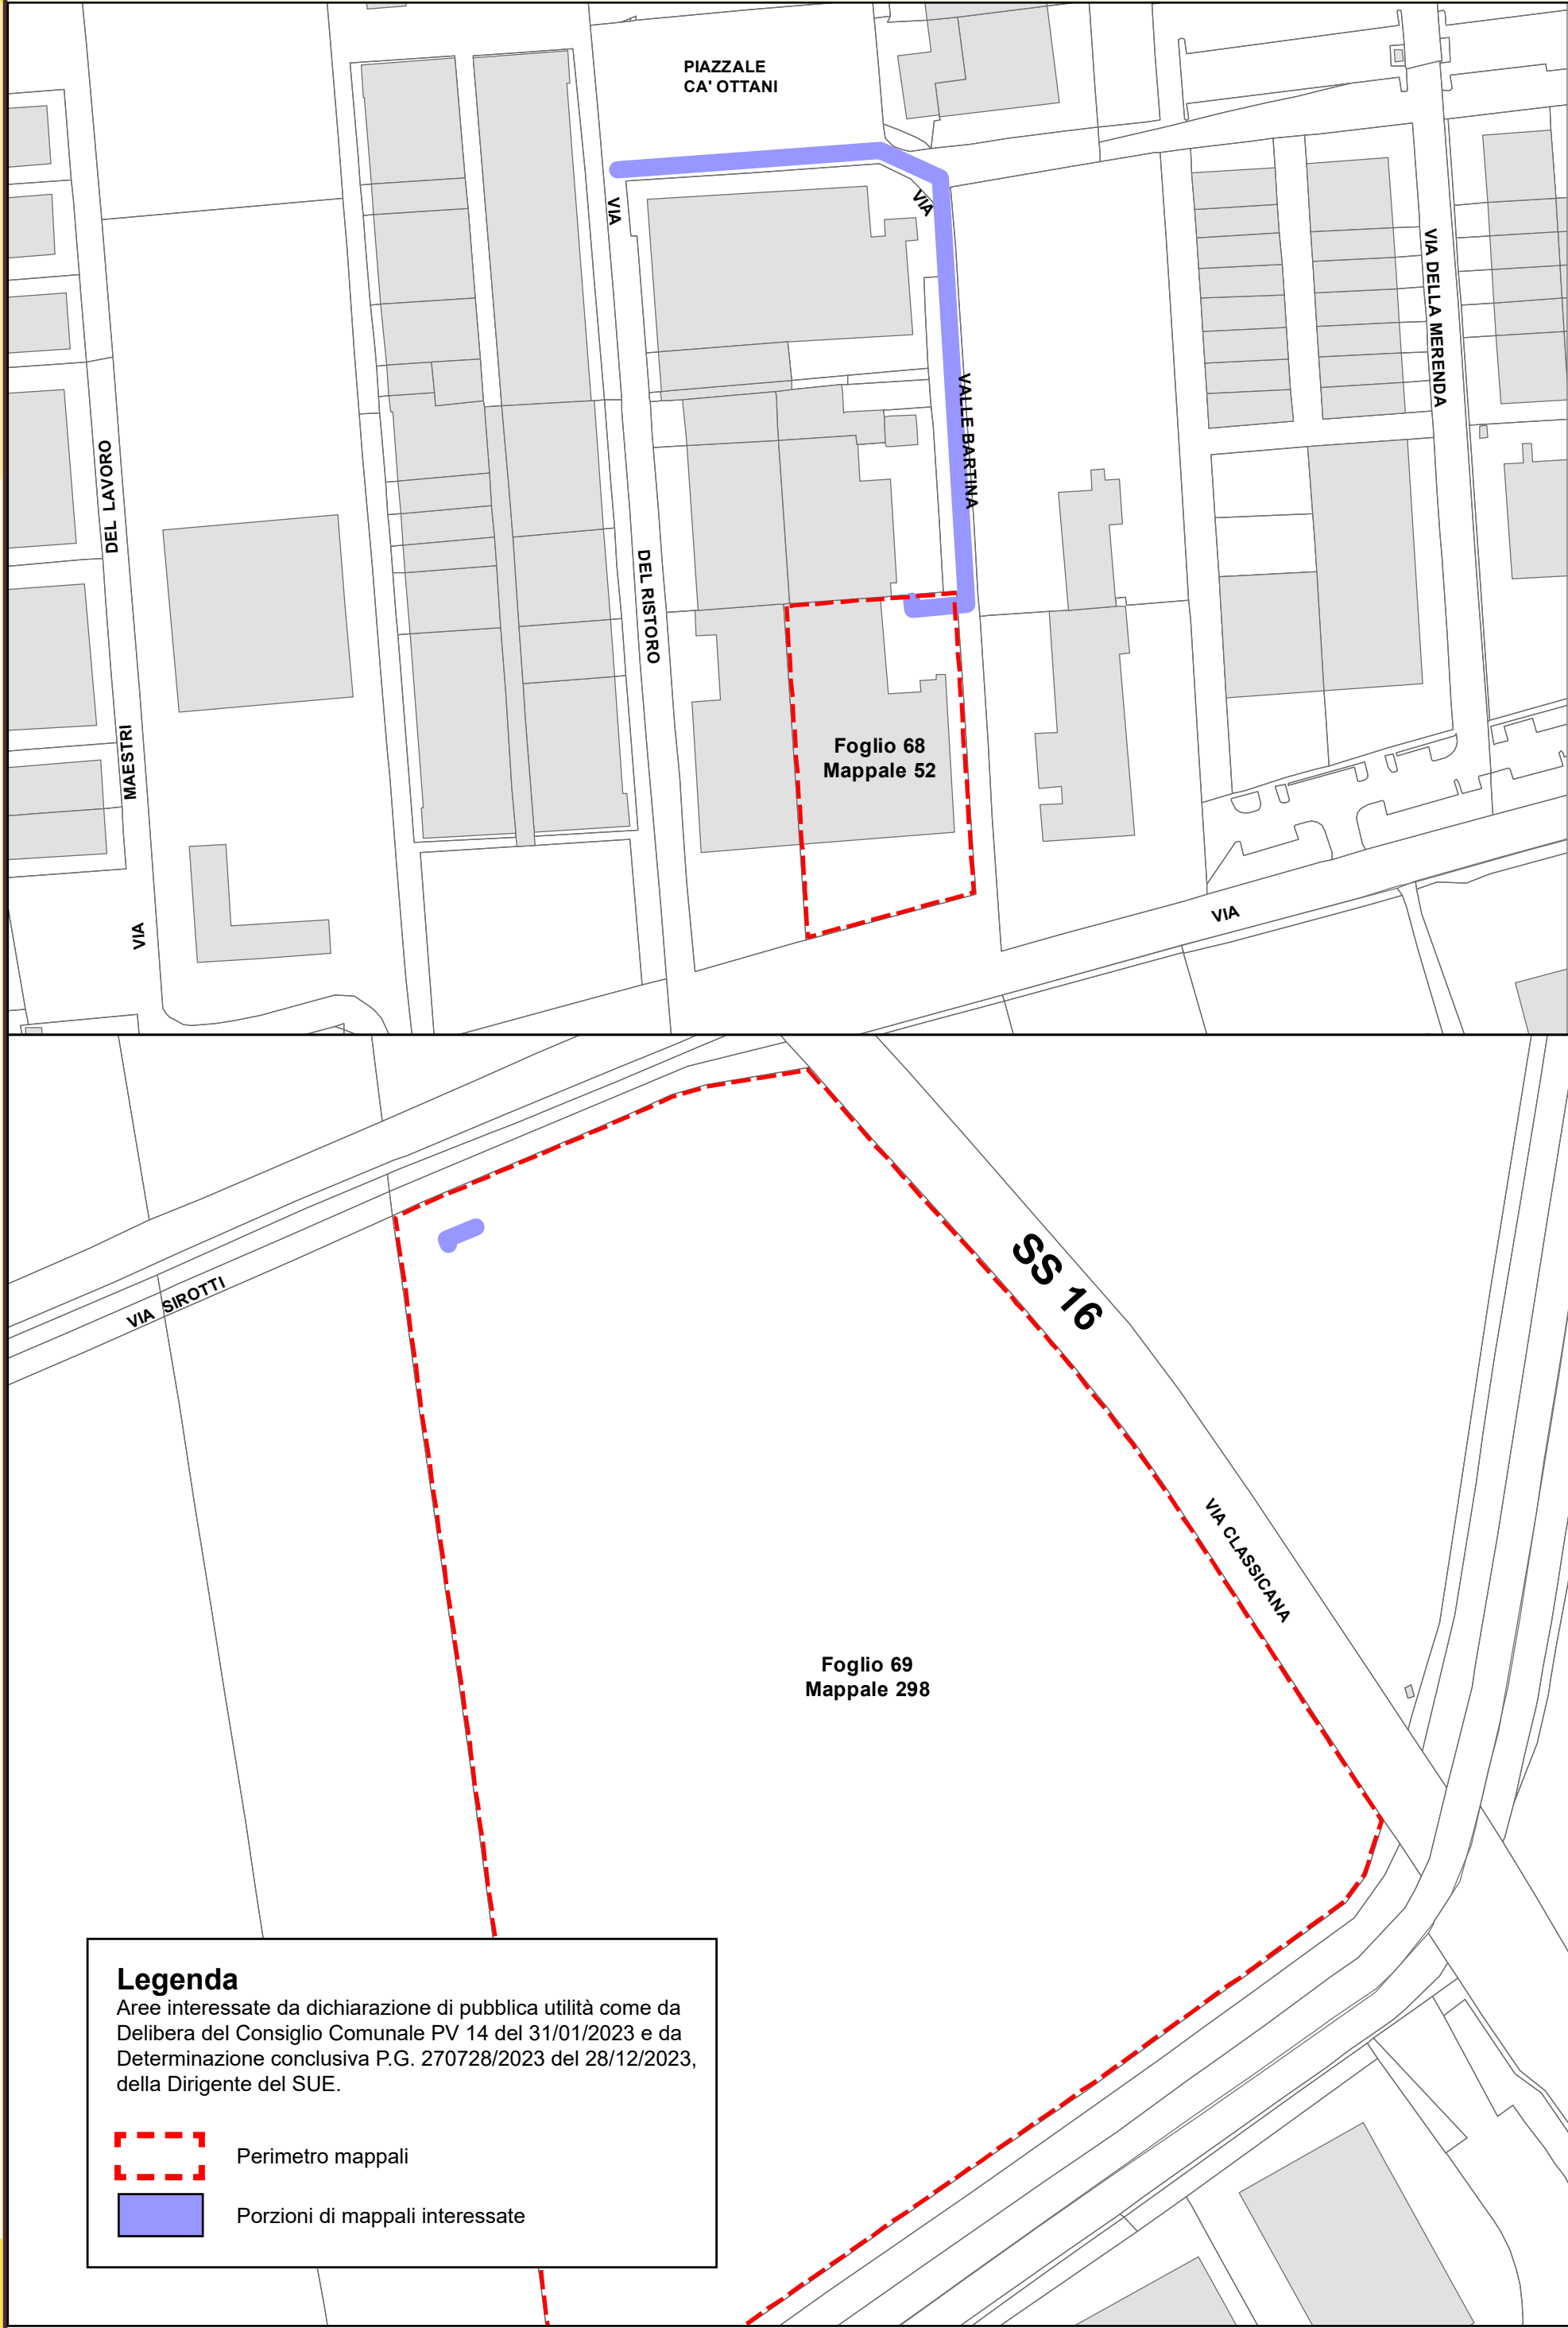 PIAZZALE
CA' OTTANI
VIA
VIA
VIA DELLA MERENDA
VALLE BARTINA
DEL LAVORO
DEL RISTORO
MAESTRI
Foglio 68
Mappale 52
VIA
VIA
SS 16
VIA SIROTTI
VIA CLASSICANA
Foglio 69
Mappale 298
Legenda
Aree interessate da dichiarazione di pubblica utilità come da
Delibera del Consiglio Comunale PV 14 del 31/01/2023 e da
Determinazione conclusiva P.G. 270728/2023 del 28/12/2023,
della Dirigente del SUE.
Perimetro mappali
Porzioni di mappali interessate